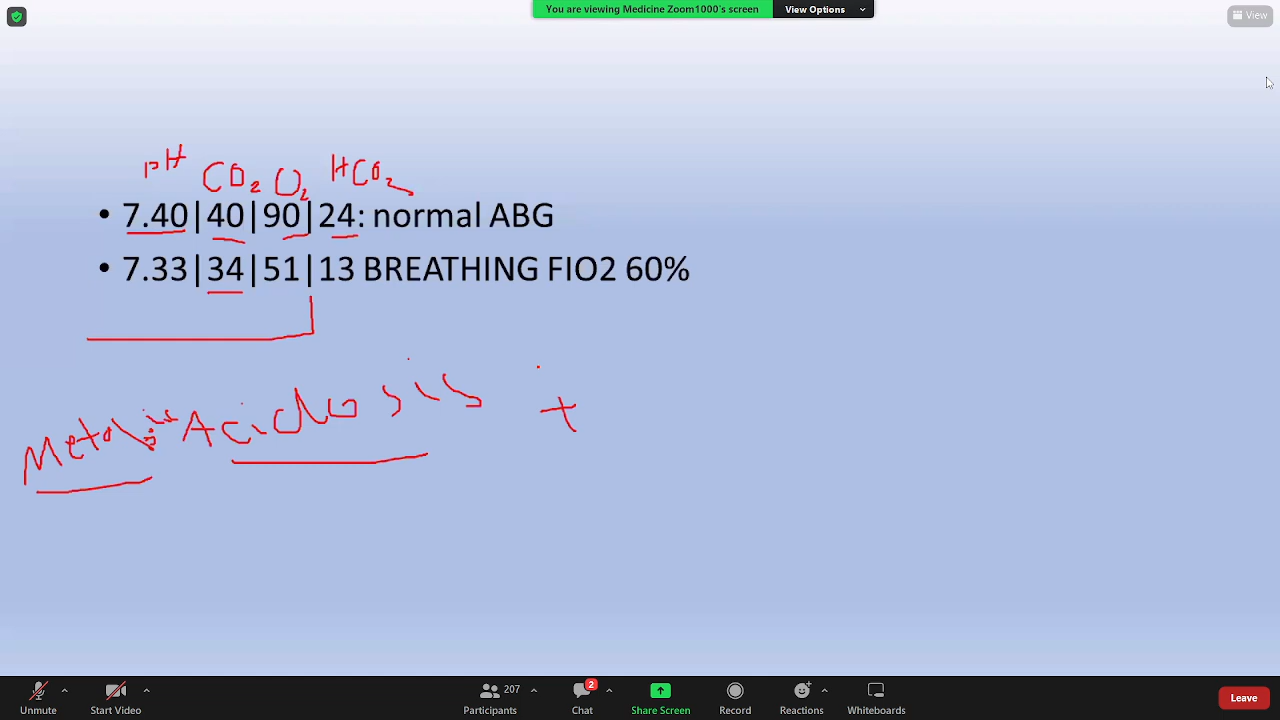 You are viewing Medicine Zoom1000's screen View Options
View
pH CO2 O2 HCO2
• 7.40|40|90|24: normal ABG
• 7.33|34|51|13 BREATHING FIO2 60%
Acidosis +
Unmute Start Video Participants 207 Chat 2 Share Screen Record Reactions Whiteboards Leave